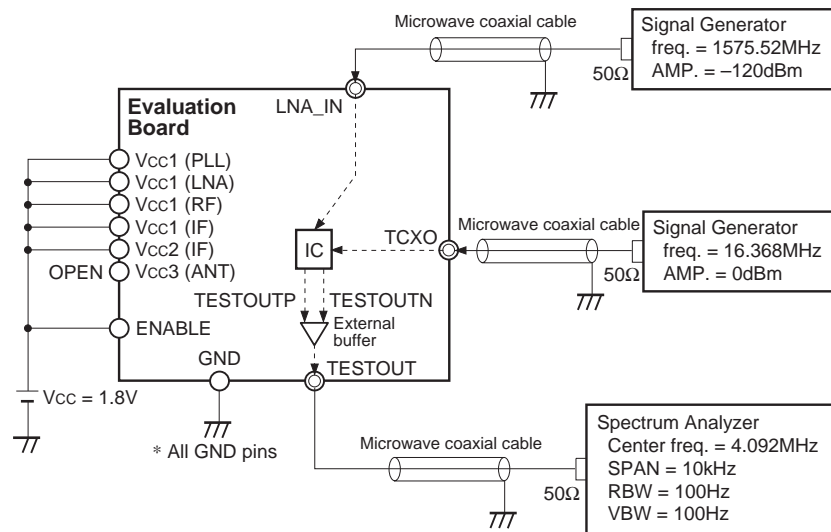 Microwave coaxial cable
Signal Generator
freq. = 1575.52MHz
AMP. = –120dBm
50Ω
LNA_IN
Evaluation
Board
VCC1 (PLL)
VCC1 (LNA)
VCC1 (RF)
VCC1 (IF)
VCC2 (IF)
OPEN
VCC3 (ANT)
ENABLE
IC
TCXO
Microwave coaxial cable
Signal Generator
freq. = 16.368MHz
AMP. = 0dBm
50Ω
TESTOUTP
TESTOUTN
External
buffer
GND
TESTOUT
VCC = 1.8V
* All GND pins
Microwave coaxial cable
50Ω
Spectrum Analyzer
Center freq. = 4.092MHz
SPAN = 10kHz
RBW = 100Hz
VBW = 100Hz